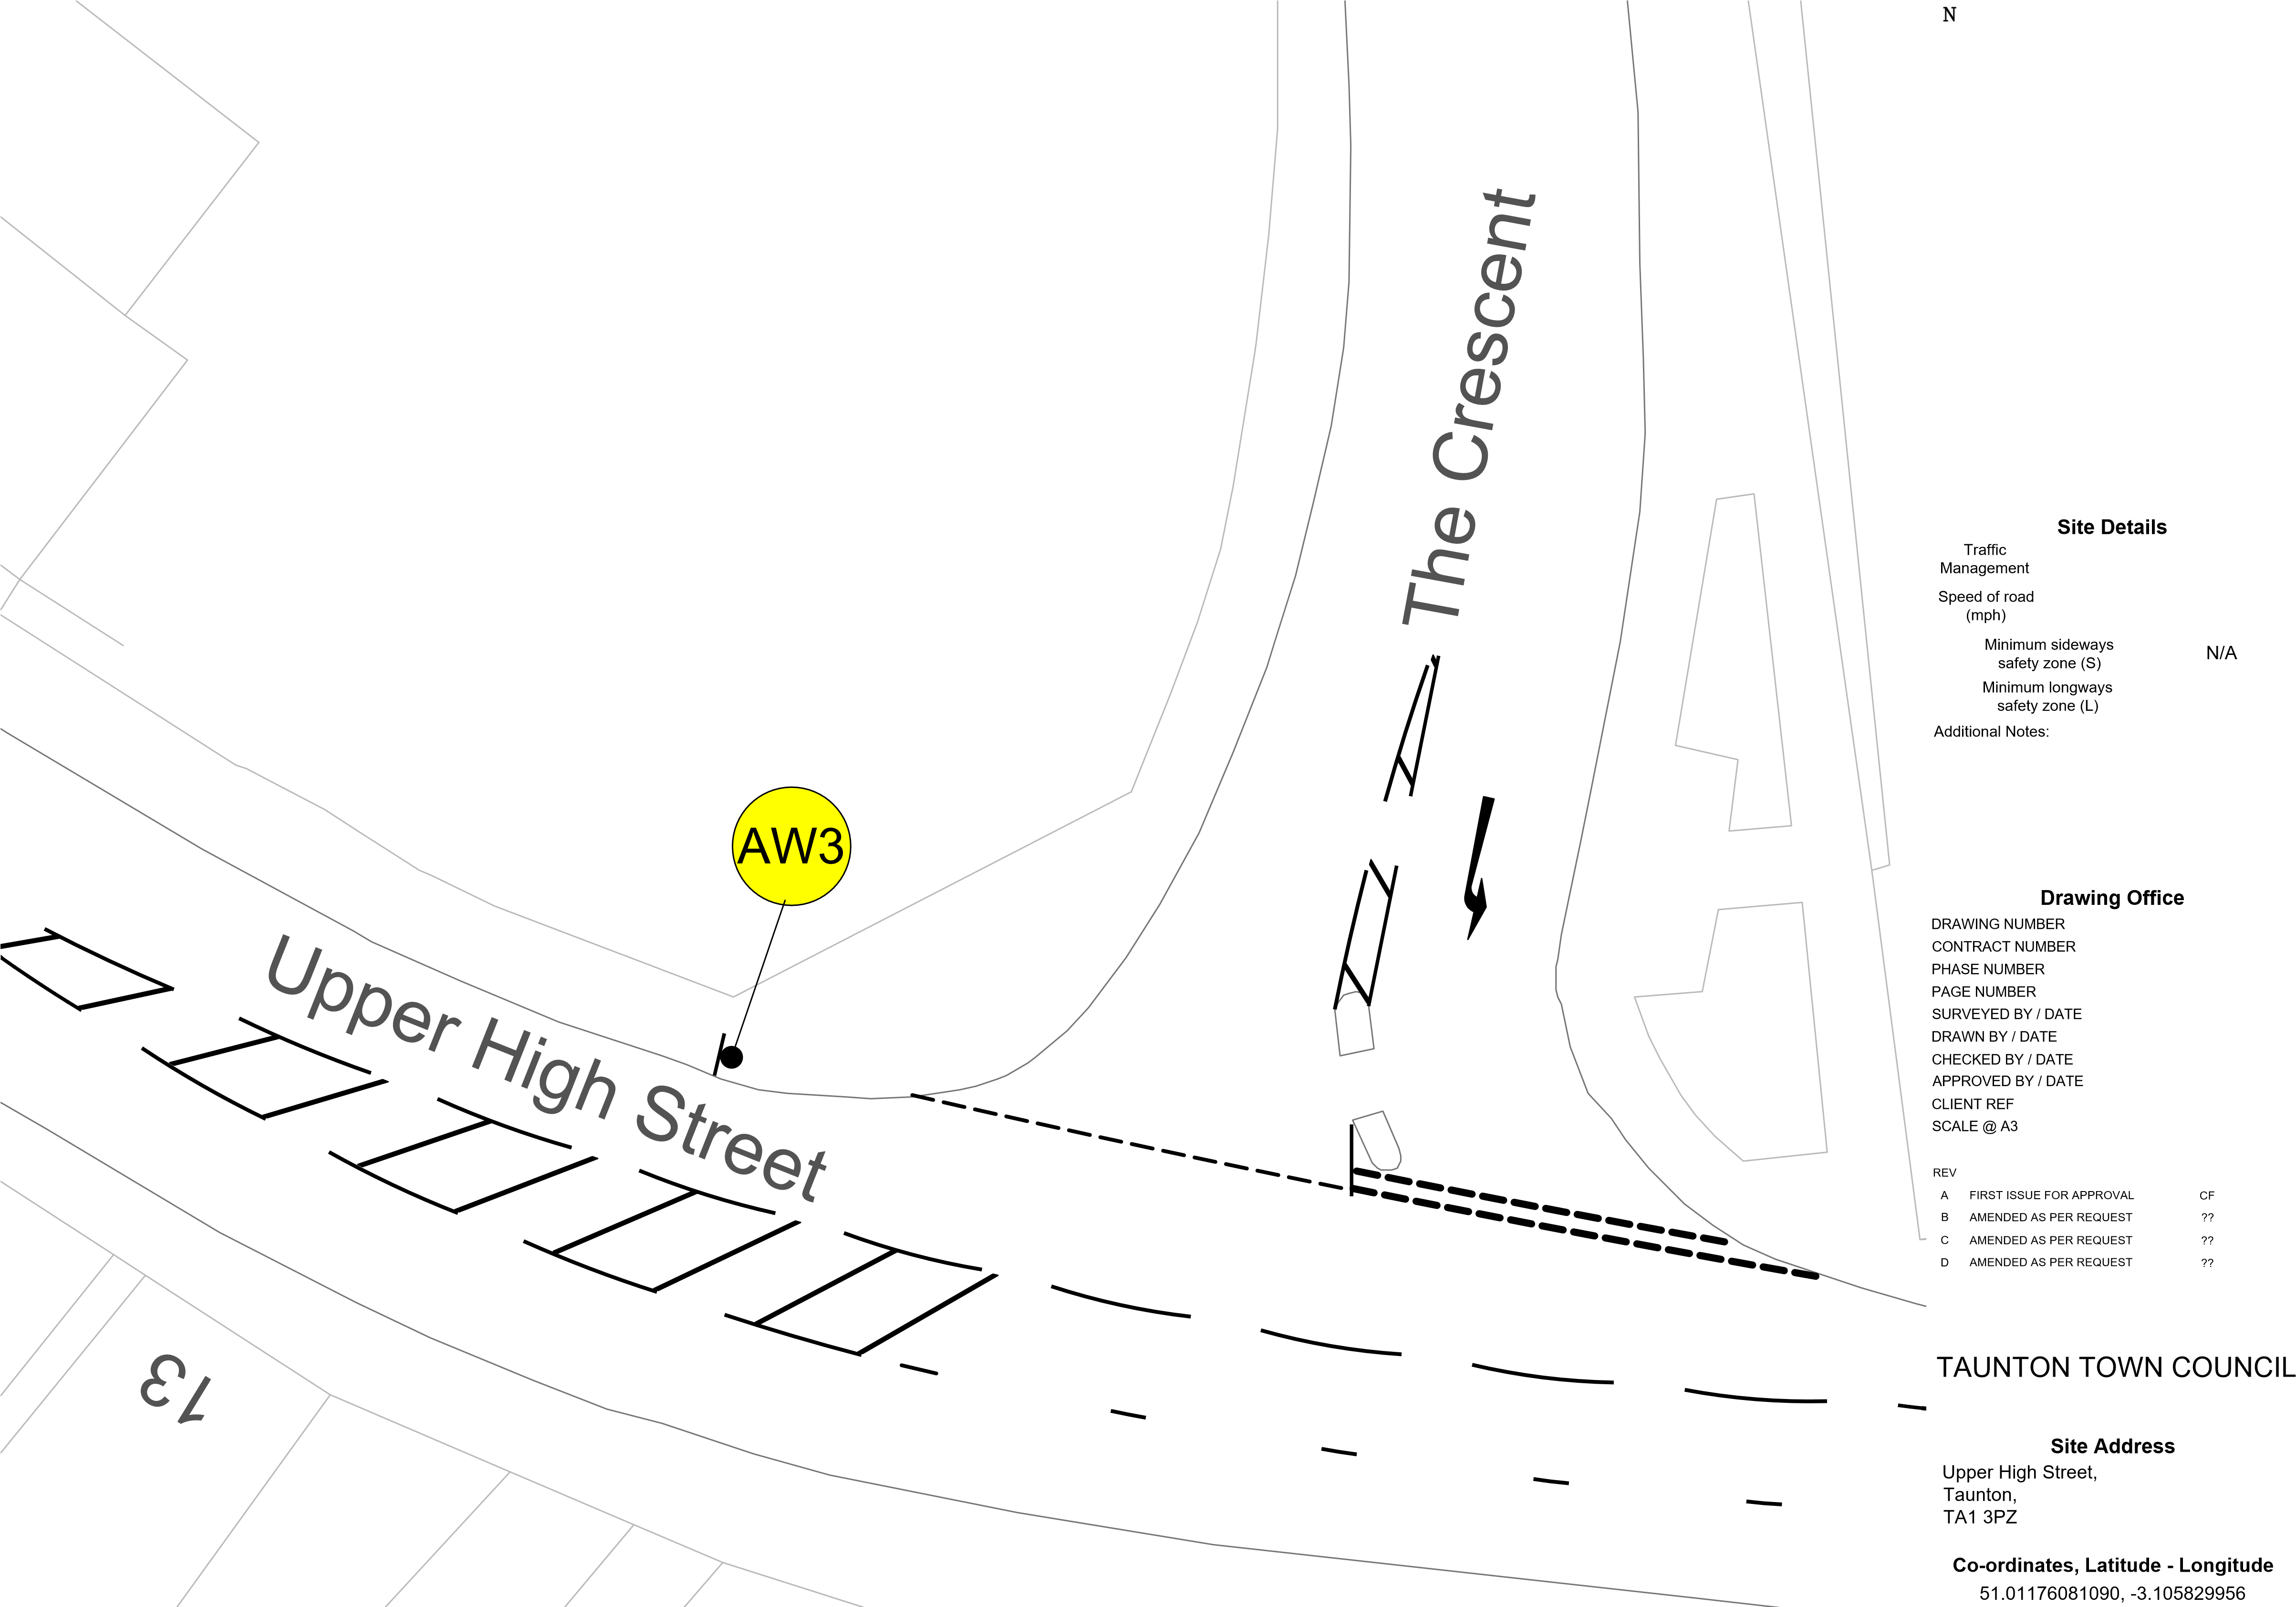 N
The Crescent
AW3
Upper High Street
13
Site Details
Traffic
Management
Speed of road
(mph)
Minimum sideways
safety zone (S)
N/A
Minimum longways
safety zone (L)
Additional Notes:
Drawing Office
DRAWING NUMBER
CONTRACT NUMBER
PHASE NUMBER
PAGE NUMBER
SURVEYED BY / DATE
DRAWN BY / DATE
CHECKED BY / DATE
APPROVED BY / DATE
CLIENT REF
SCALE @ A3
REV
A FIRST ISSUE FOR APPROVAL CF
B AMENDED AS PER REQUEST ??
C AMENDED AS PER REQUEST ??
D AMENDED AS PER REQUEST ??
TAUNTON TOWN COUNCIL
Site Address
Upper High Street,
Taunton,
TA1 3PZ
Co-ordinates, Latitude - Longitude
51.01176081090, -3.105829956